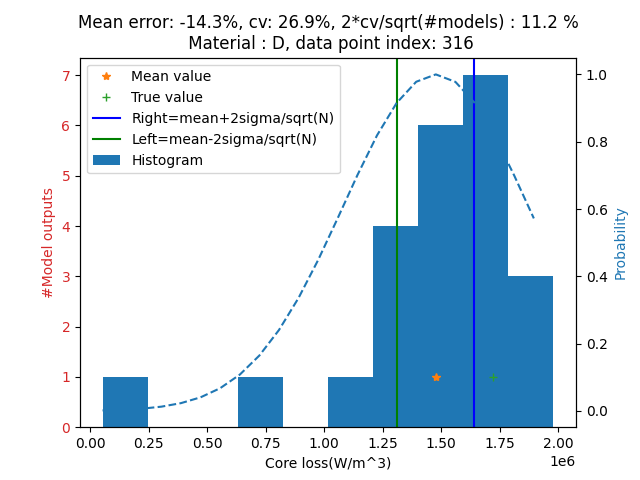 Mean error: -14.3%, cv: 26.9%, 2*cv/sqrt(#models) : 11.2 %
Material : D, data point index: 316
Mean value
True value
Right=mean+2sigma/sqrt(N)
Left=mean-2sigma/sqrt(N)
Histogram
#Model outputs
7
6
5
4
3
2
1
0
Probability
1.0
0.8
0.6
0.4
0.2
0.0
0.00 0.25 0.50 0.75 1.00 1.25 1.50 1.75 2.00
1e6
Core loss(W/m^3)